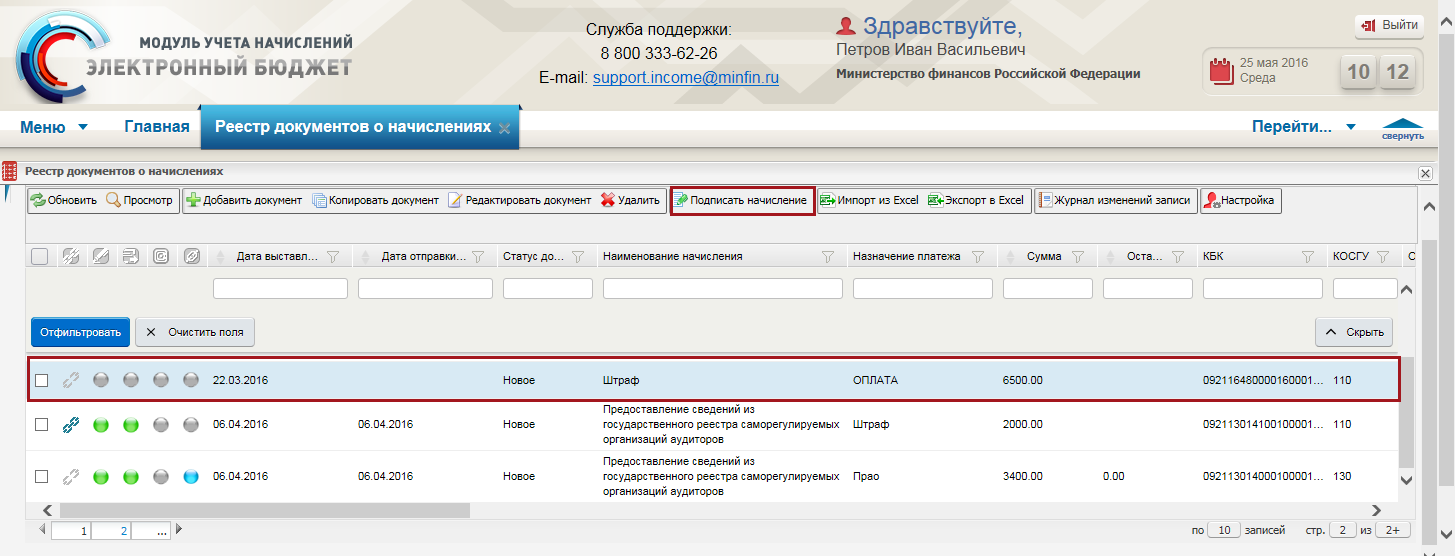 МОДУЛЬ УЧЕТА НАЧИСЛЕНИЙ
ЭЛЕКТРОННЫЙ БЮДЖЕТ
Служба поддержки:
8 800 333-62-26
E-mail: support.income@minfin.ru
Здравствуйте,
Петров Иван Васильевич
Министерство финансов Российской Федерации
Выйти
25 мая 2016
Среда
10 12
Меню Главная Реестр документов о начислениях Перейти... свернуть
Реестр документов о начислениях
Обновить Просмотр Добавить документ Копировать документ Редактировать документ Удалить Подписать начисление Импорт из Excel Экспорт в Excel Журнал изменений записи Настройка
Дата выставл... Дата отправки... Статус до... Наименование начисления Назначение платежа Сумма Оста... КБК КОСГУ С
Отфильтровать Очистить поля Скрыть
22.03.2016 Новое Штраф ОПЛАТА 6500.00 092116480000160001... 110
Предоставление сведений из
06.04.2016 06.04.2016 Новое государственного реестра саморегулируемых Штраф 2000.00 092113014100100001... 110
организаций аудиторов
Предоставление сведений из
06.04.2016 06.04.2016 Новое государственного реестра саморегулируемых Прао 3400.00 0.00 092113014000100001... 130
организаций аудиторов
1 2 ... по 10 записей стр. 2 из 2+